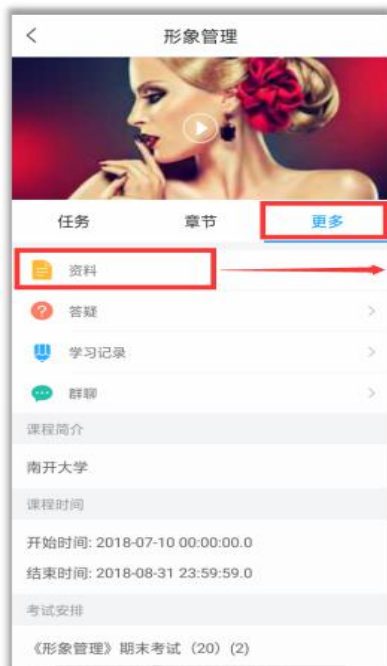 形象管理
任务 章节 更多
资料
答疑
学习记录
群聊
课程简介
南开大学
课程时间
开始时间: 2018-07-10 00:00:00.0
结束时间: 2018-08-31 23:59:59.0
考试安排
《形象管理》期末考试（20）(2)